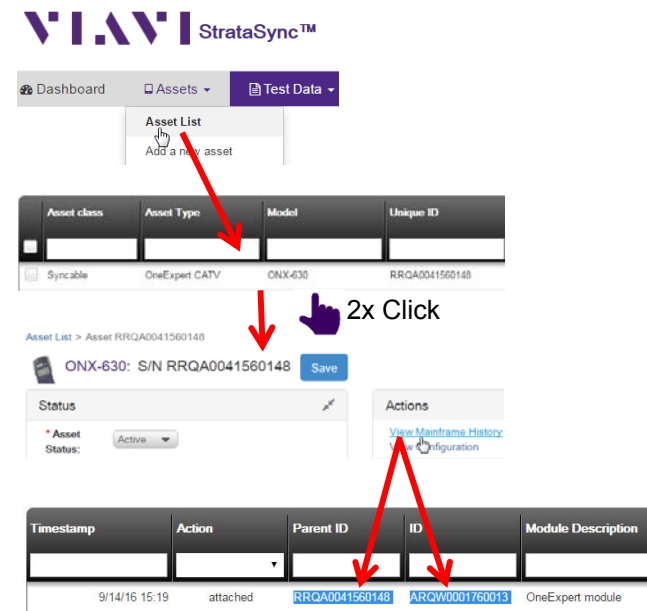 VIAVI StrataSync™
Dashboard Assets Test Data
Asset List
Add a new asset
Asset class Asset Type Model Unique ID
Syncable OneExpert CATV ONX-630 RRQA0041560148
2x Click
Asset List > Asset RRQA0041560148
ONX-630: S/N RRQA0041560148 Save
Status Actions
* Asset Status: Active View Mainframe History
View Configuration
Timestamp Action Parent ID ID Module Description
9/14/16 15:19 attached RRQA0041560148 ARQW0001760013 OneExpert module